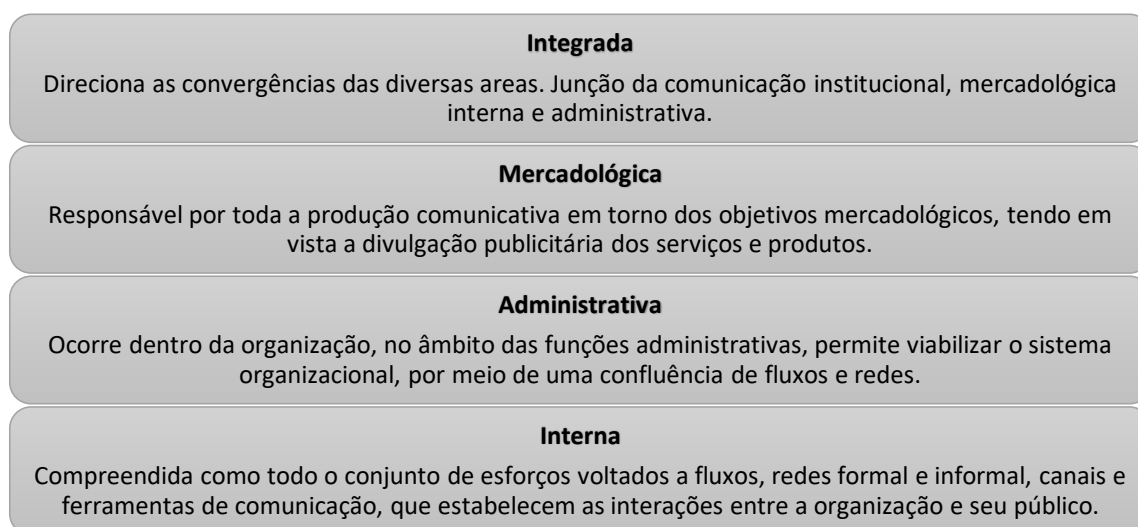 Integrada
Direciona as convergências das diversas areas. Junção da comunicação institucional, mercadológica
interna e administrativa.
Mercadológica
Responsável por toda a produção comunicativa em torno dos objetivos mercadológicos, tendo em
vista a divulgação publicitária dos serviços e produtos.
Administrativa
Ocorre dentro da organização, no âmbito das funções administrativas, permite viabilizar o sistema
organizacional, por meio de uma confluência de fluxos e redes.
Interna
Compreendida como todo o conjunto de esforços voltados a fluxos, redes formal e informal, canais e
ferramentas de comunicação, que estabelecem as interações entre a organização e seu público.